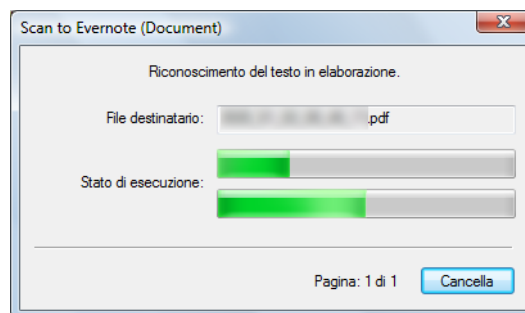 Scan to Evernote (Document)
Riconoscimento del testo in elaborazione.
File destinatario: .pdf
Stato di esecuzione:
Pagina: 1 di 1 Cancella